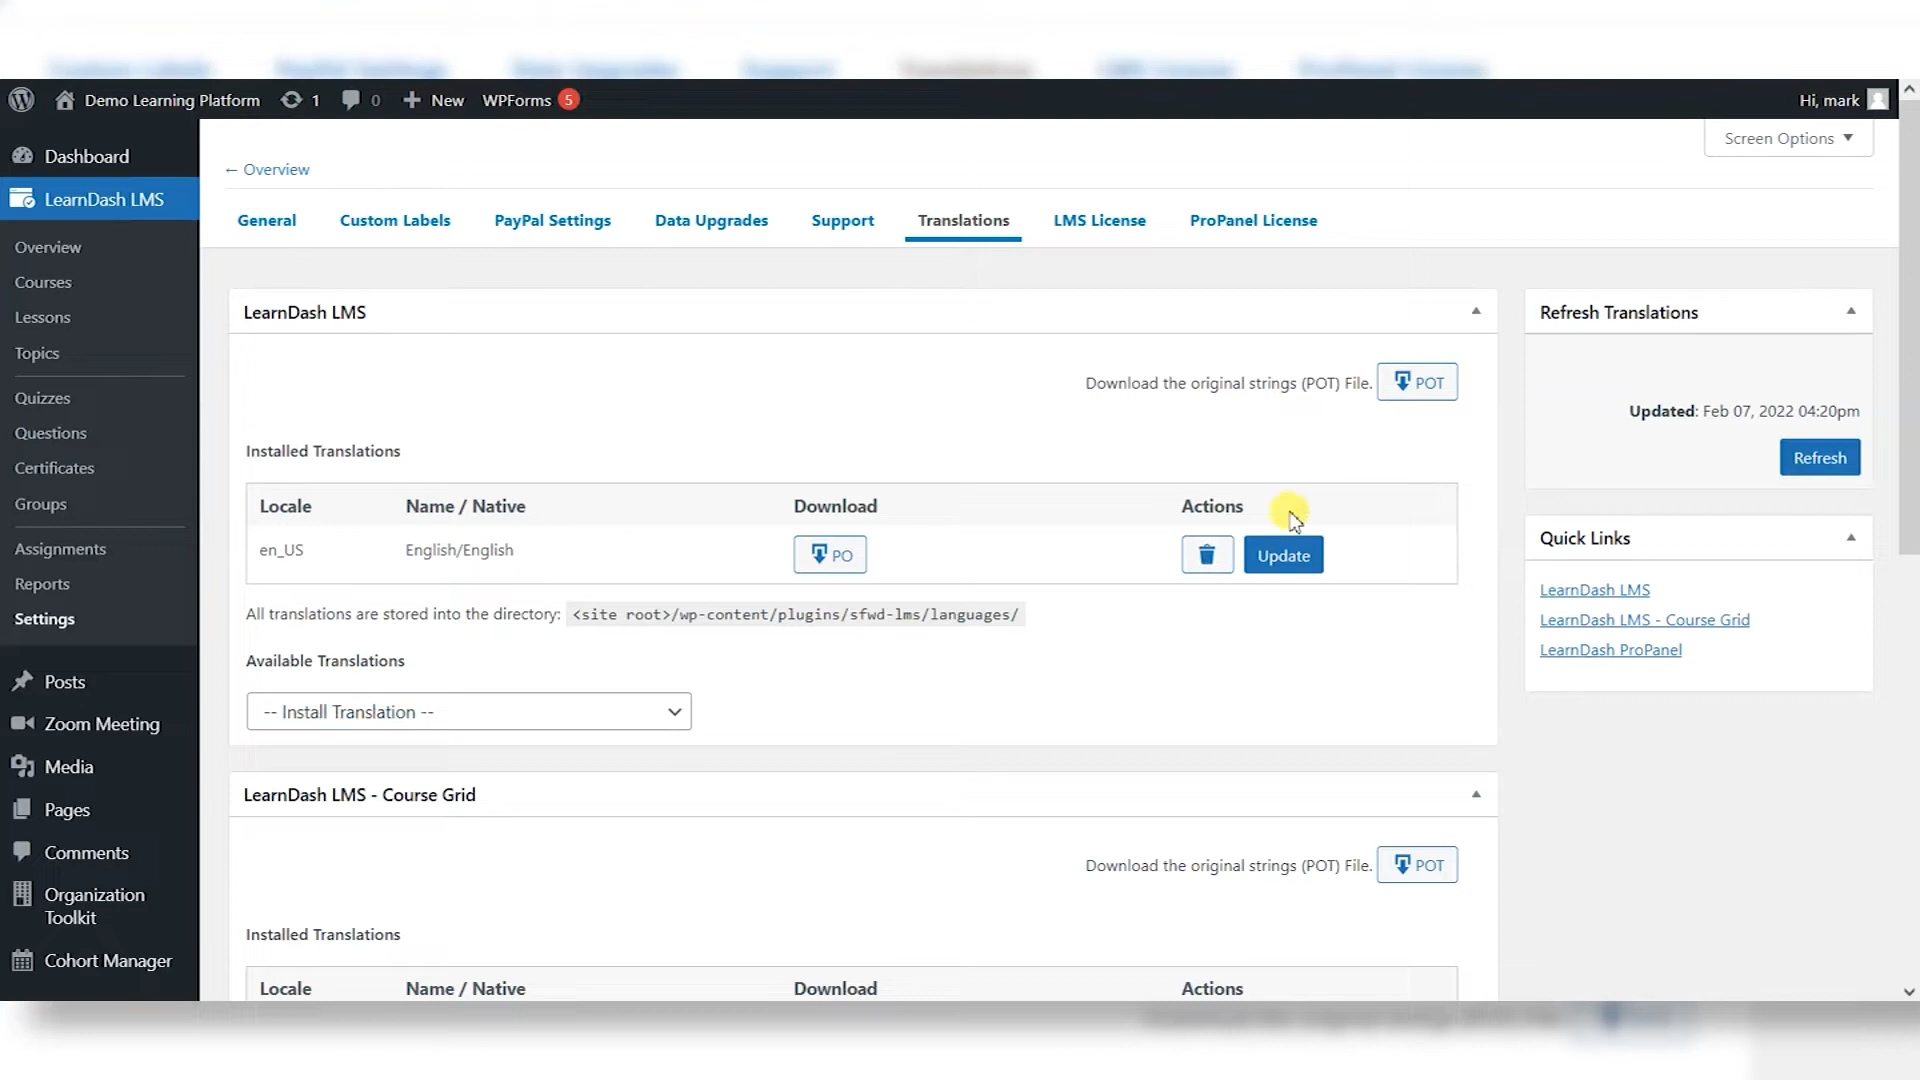 Demo Learning Platform 1 0 New WPForms 5 Hi, mark
Screen Options
Dashboard
LearnDash LMS
Overview
Courses
Lessons
Topics
Quizzes
Questions
Certificates
Groups
Assignments
Reports
Settings
Posts
Zoom Meeting
Media
Pages
Comments
Organization
Toolkit
Cohort Manager
← Overview
General Custom Labels PayPal Settings Data Upgrades Support Translations LMS License ProPanel License
LearnDash LMS
Download the original strings (POT) File. POT
Installed Translations
Locale Name / Native Download Actions
en_US English/English PO Update
All translations are stored into the directory: <site root>/wp-content/plugins/sfwd-lms/languages/
Available Translations
-- Install Translation --
LearnDash LMS - Course Grid
Download the original strings (POT) File. POT
Installed Translations
Locale Name / Native Download Actions
Refresh Translations
Updated: Feb 07, 2022 04:20pm
Refresh
Quick Links
LearnDash LMS
LearnDash LMS - Course Grid
LearnDash ProPanel